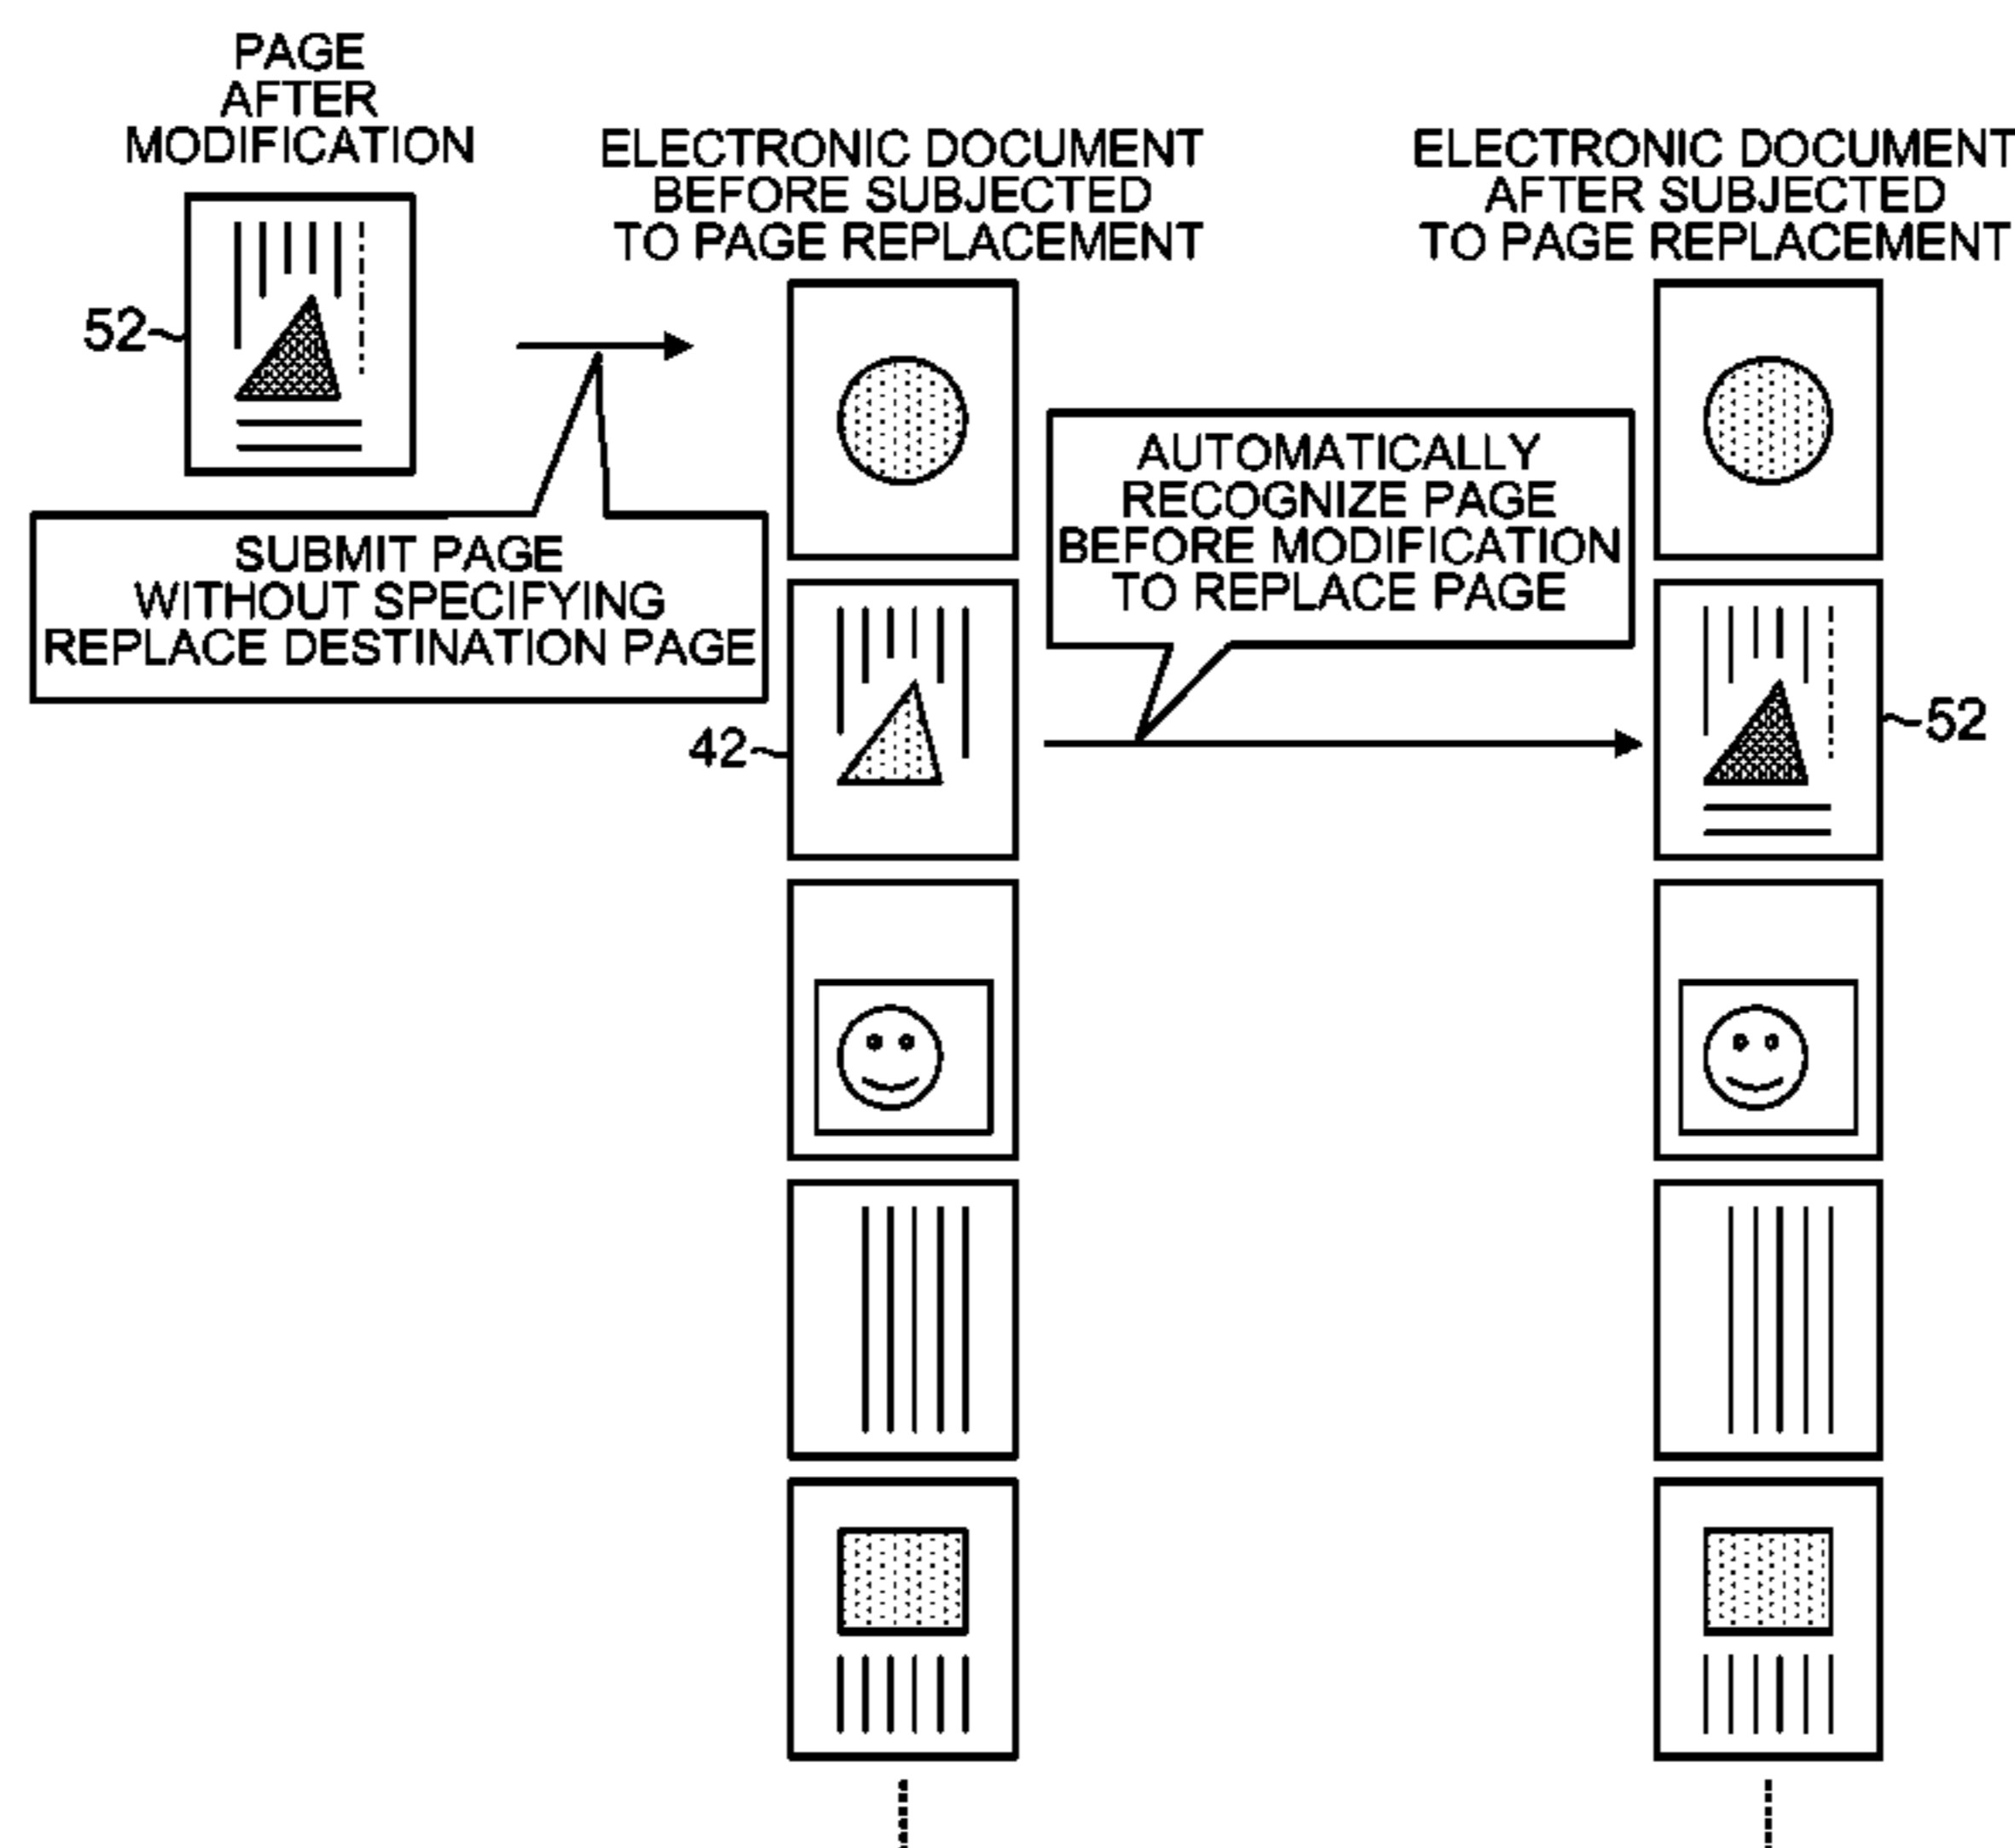 PAGE
AFTER
MODIFICATION
52
SUBMIT PAGE
WITHOUT SPECIFYING
REPLACE DESTINATION PAGE
ELECTRONIC DOCUMENT
BEFORE SUBJECTED
TO PAGE REPLACEMENT
42
AUTOMATICALLY
RECOGNIZE PAGE
BEFORE MODIFICATION
TO REPLACE PAGE
ELECTRONIC DOCUMENT
AFTER SUBJECTED
TO PAGE REPLACEMENT
52